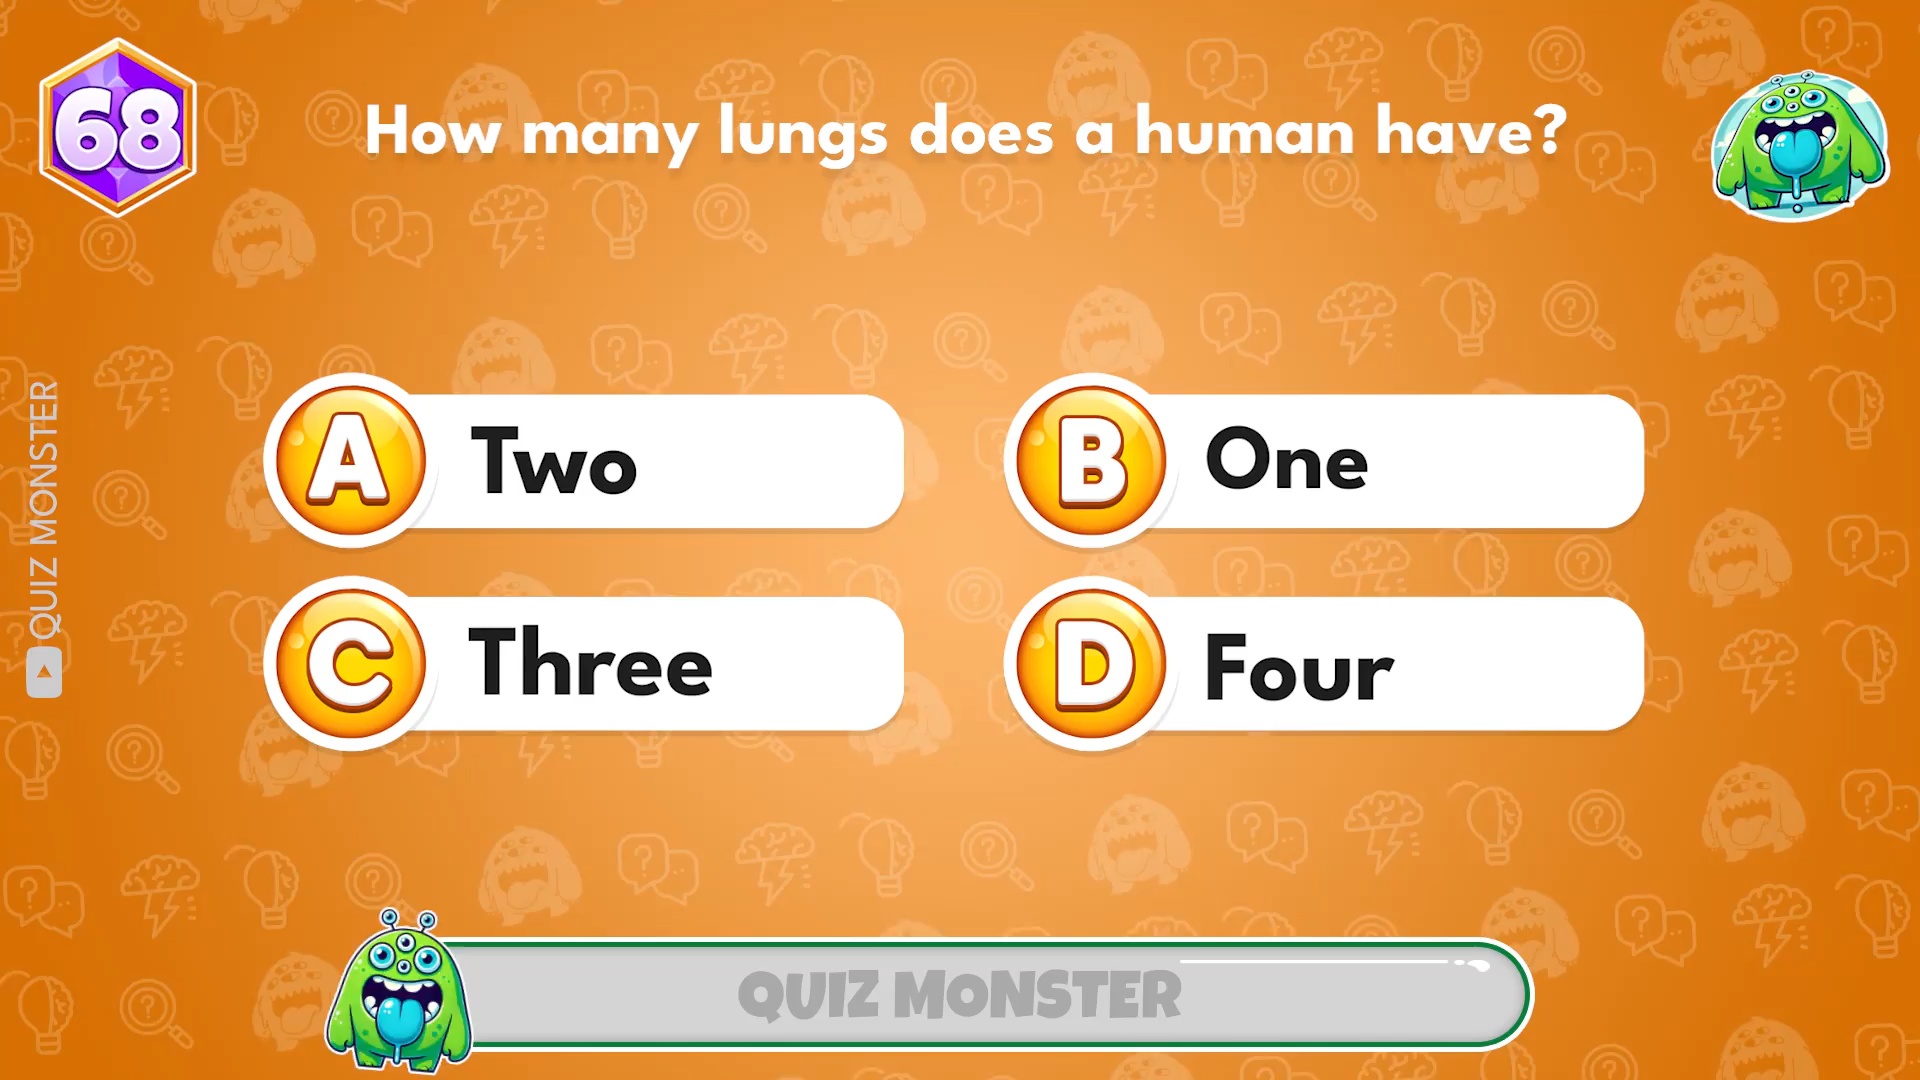 68
How many lungs does a human have?
A Two
B One
C Three
D Four
QUIZ MONSTER
QUIZ MONSTER